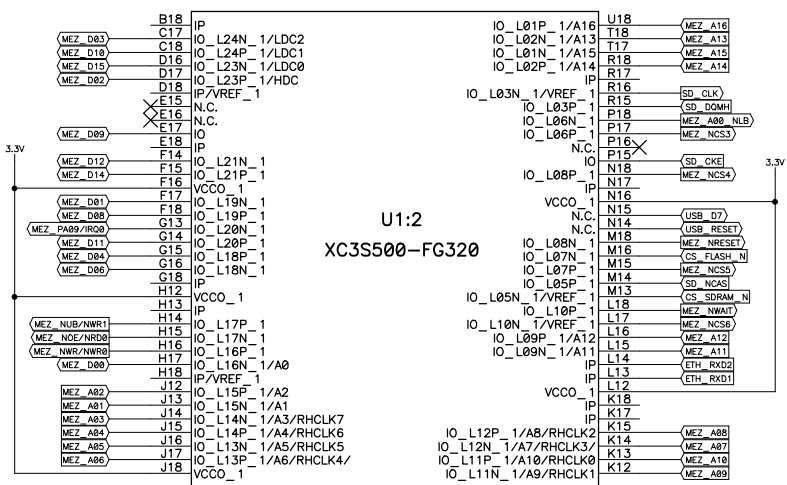 B18 IP
MEZ_D03 C17 IO_L24N_1/LDC2
MEZ_D10 C18 IO_L24P_1/LDC1
MEZ_D15 D16 IO_L23N_1/LDC0
MEZ_D02 D17 IO_L23P_1/HDC
D18 IP/VREF_1
E15 N.C.
E16 N.C.
MEZ_D09 E17 IO
E18 IP
3.3V
MEZ_D12 F14 IO_L21N_1
MEZ_D14 F15 IO_L21P_1
F16 VCCO_1
MEZ_D01 F17 IO_L19N_1
MEZ_D08 F18 IO_L19P_1
MEZ_PA09/IRQ0 G13 IO_L20N_1
MEZ_D11 G14 IO_L20P_1
MEZ_D04 G15 IO_L18P_1
MEZ_D06 G16 IO_L18N_1
G18 IP
H12 VCCO_1
H13 IP
MEZ_NUB/NWR1 H14 IO_L17P_1
MEZ_NOE/NRD0 H15 IO_L17N_1
MEZ_NWR/NWR0 H16 IO_L16P_1
MEZ_D00 H17 IO_L16N_1/A0
H18 IP/VREF_1
MEZ_A02 J12 IO_L15P_1/A2
MEZ_A01 J13 IO_L15N_1/A1
MEZ_A03 J14 IO_L14N_1/A3/RHCLK7
MEZ_A04 J15 IO_L14P_1/A4/RHCLK6
MEZ_A05 J16 IO_L13N_1/A5/RHCLK5
MEZ_A06 J17 IO_L13P_1/A6/RHCLK4/
J18 VCCO_1
U1:2
XC3S500-FG320
IO_L01P_1/A16 U18 MEZ_A16
IO_L02N_1/A13 T18 MEZ_A13
IO_L01N_1/A15 T17 MEZ_A15
IO_L02P_1/A14 R18 MEZ_A14
IP R17
IO_L03N_1/VREF_1 R16 SD_CLK
IO_L03P_1 R15 SD_DQMH
IO_L06N_1 P18 MEZ_A00_NLB
IO_L06P_1 P17 MEZ_NCS3
N.C. P16
IO P15 SD_CKE
3.3V
IO_L08P_1 N18 MEZ_NCS4
IP N17
VCCO_1 N16
N.C. N15 USB_D7
N.C. N14 USB_RESET
IO_L08N_1 M18 MEZ_NRESET
IO_L07N_1 M16 CS_FLASH_N
IO_L07P_1 M15 MEZ_NCS5
IO_L05P_1 M14 SD_NCAS
IO_L05N_1/VREF_1 M13 CS_SDRAM_N
IO_L10P_1 L18 MEZ_NWAIT
IO_L10N_1/VREF_1 L17 MEZ_NCS6
IO_L09P_1/A12 L16 MEZ_A12
IO_L09N_1/A11 L15 MEZ_A11
IP L14 ETH_RXD2
IP L13 ETH_RXD1
VCCO_1 L12
IP K18
IP K17
IO_L12P_1/A8/RHCLK2 K15 MEZ_A08
IO_L12N_1/A7/RHCLK3/ K14 MEZ_A07
IO_L11P_1/A10/RHCLK0 K13 MEZ_A10
IO_L11N_1/A9/RHCLK1 K12 MEZ_A09